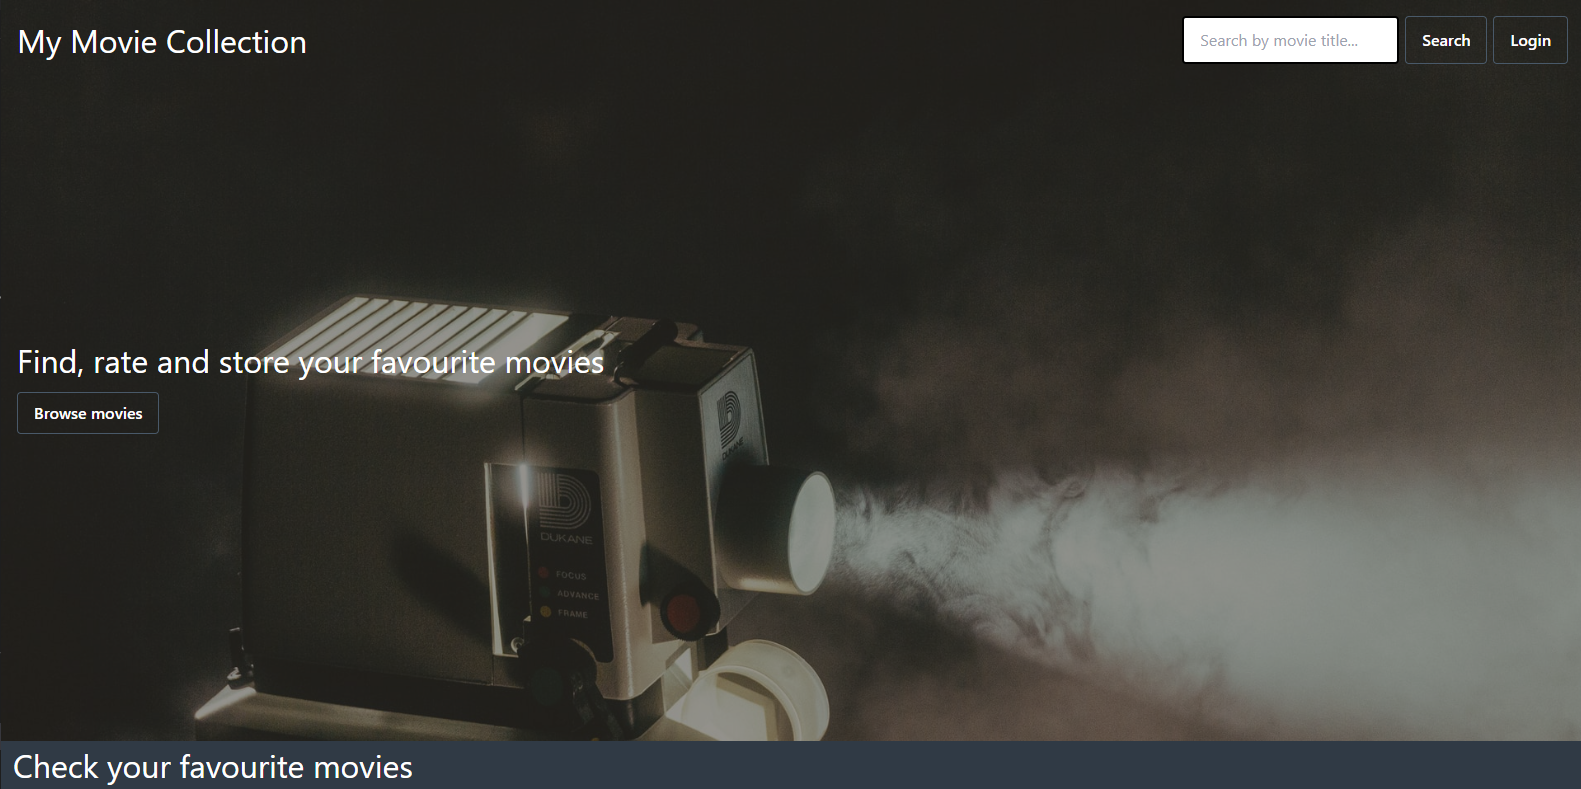 My Movie Collection
Search by movie title...
Search
Login
Find, rate and store your favourite movies
Browse movies
DUKANE
DUKANE
FOCUS
ADVANCE
FRAME
Check your favourite movies